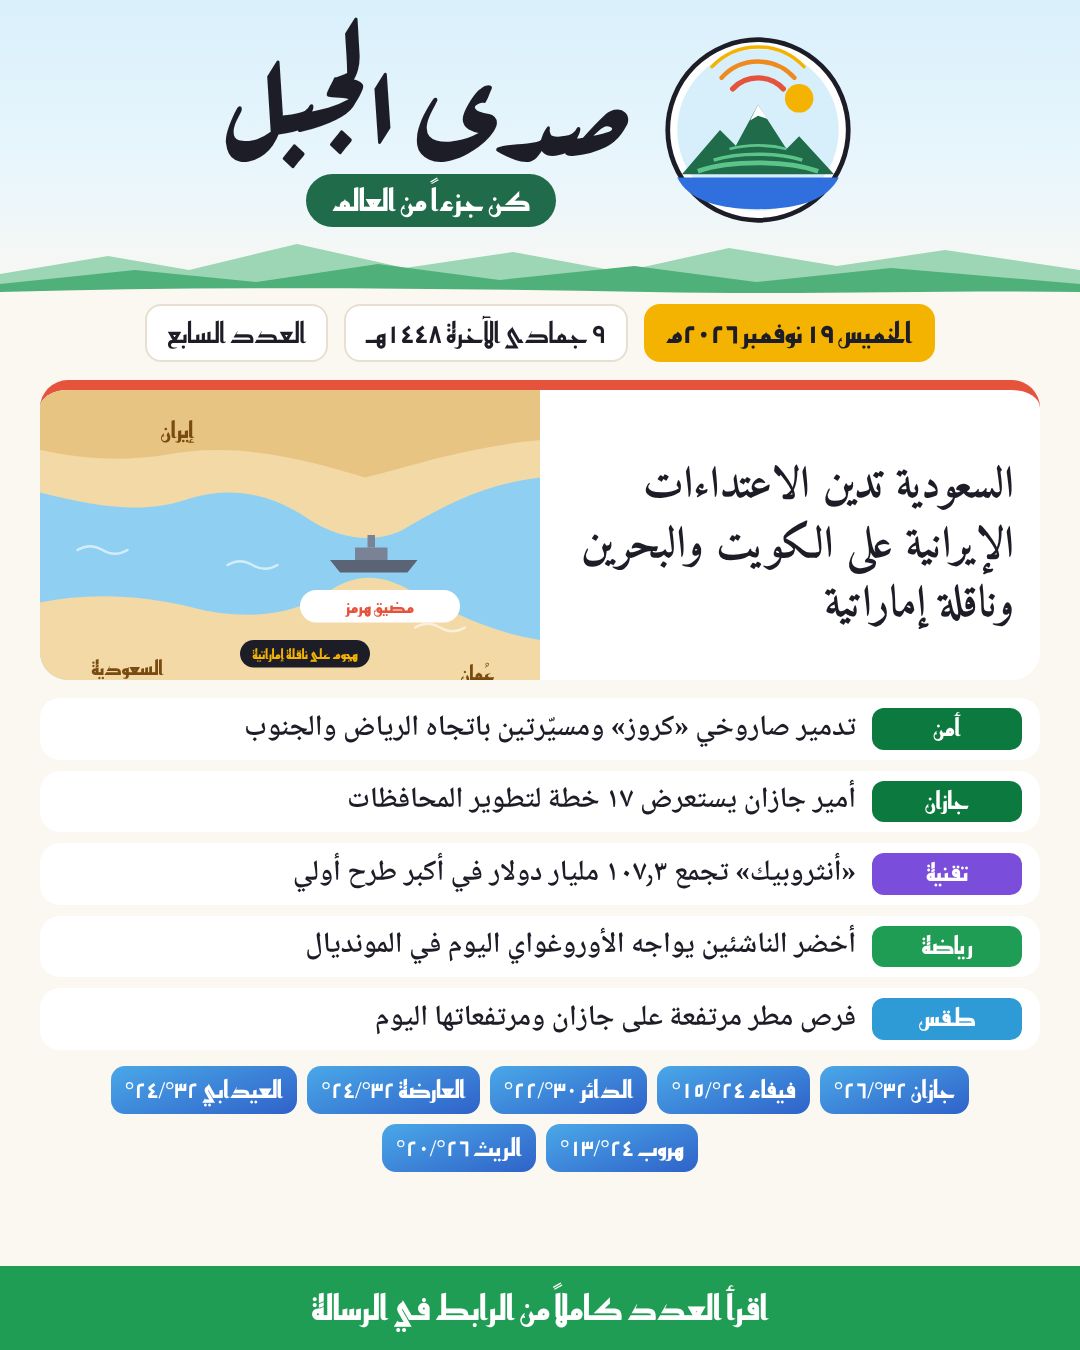 صدى الجبل
كن جزءاً من العالم
الخميس ١٩ نوفمبر ٢٠٢٦م
٩ جمادى الآخرة ١٤٤٨هـ
العدد السابع
السعودية تدين الاعتداءات
الإيرانية على الكويت والبحرين
وناقلة إماراتية
إيران
مضيق هرمز
هجوم على ناقلة إماراتية
السعودية
عُمان
أمن
تدمير صاروخي «كروز» ومسيّرتين باتجاه الرياض والجنوب
جازان
أمير جازان يستعرض ١٧ خطة لتطوير المحافظات
تقنية
«أنثروبيك» تجمع ١٠٧٫٣ مليار دولار في أكبر طرح أولي
رياضة
أخضر الناشئين يواجه الأوروغواي اليوم في المونديال
طقس
فرص مطر مرتفعة على جازان ومرتفعاتها اليوم
جازان ٣٢°/٢٦°
فيفاء ٢٤°/١٥°
الدائر ٣٠°/٢٢°
العارضة ٣٢°/٢٤°
العيدابي ٣٢°/٢٤°
هروب ٢٤°/١٣°
الريث ٢٦°/٢٠°
اقرأ العدد كاملاً من الرابط في الرسالة